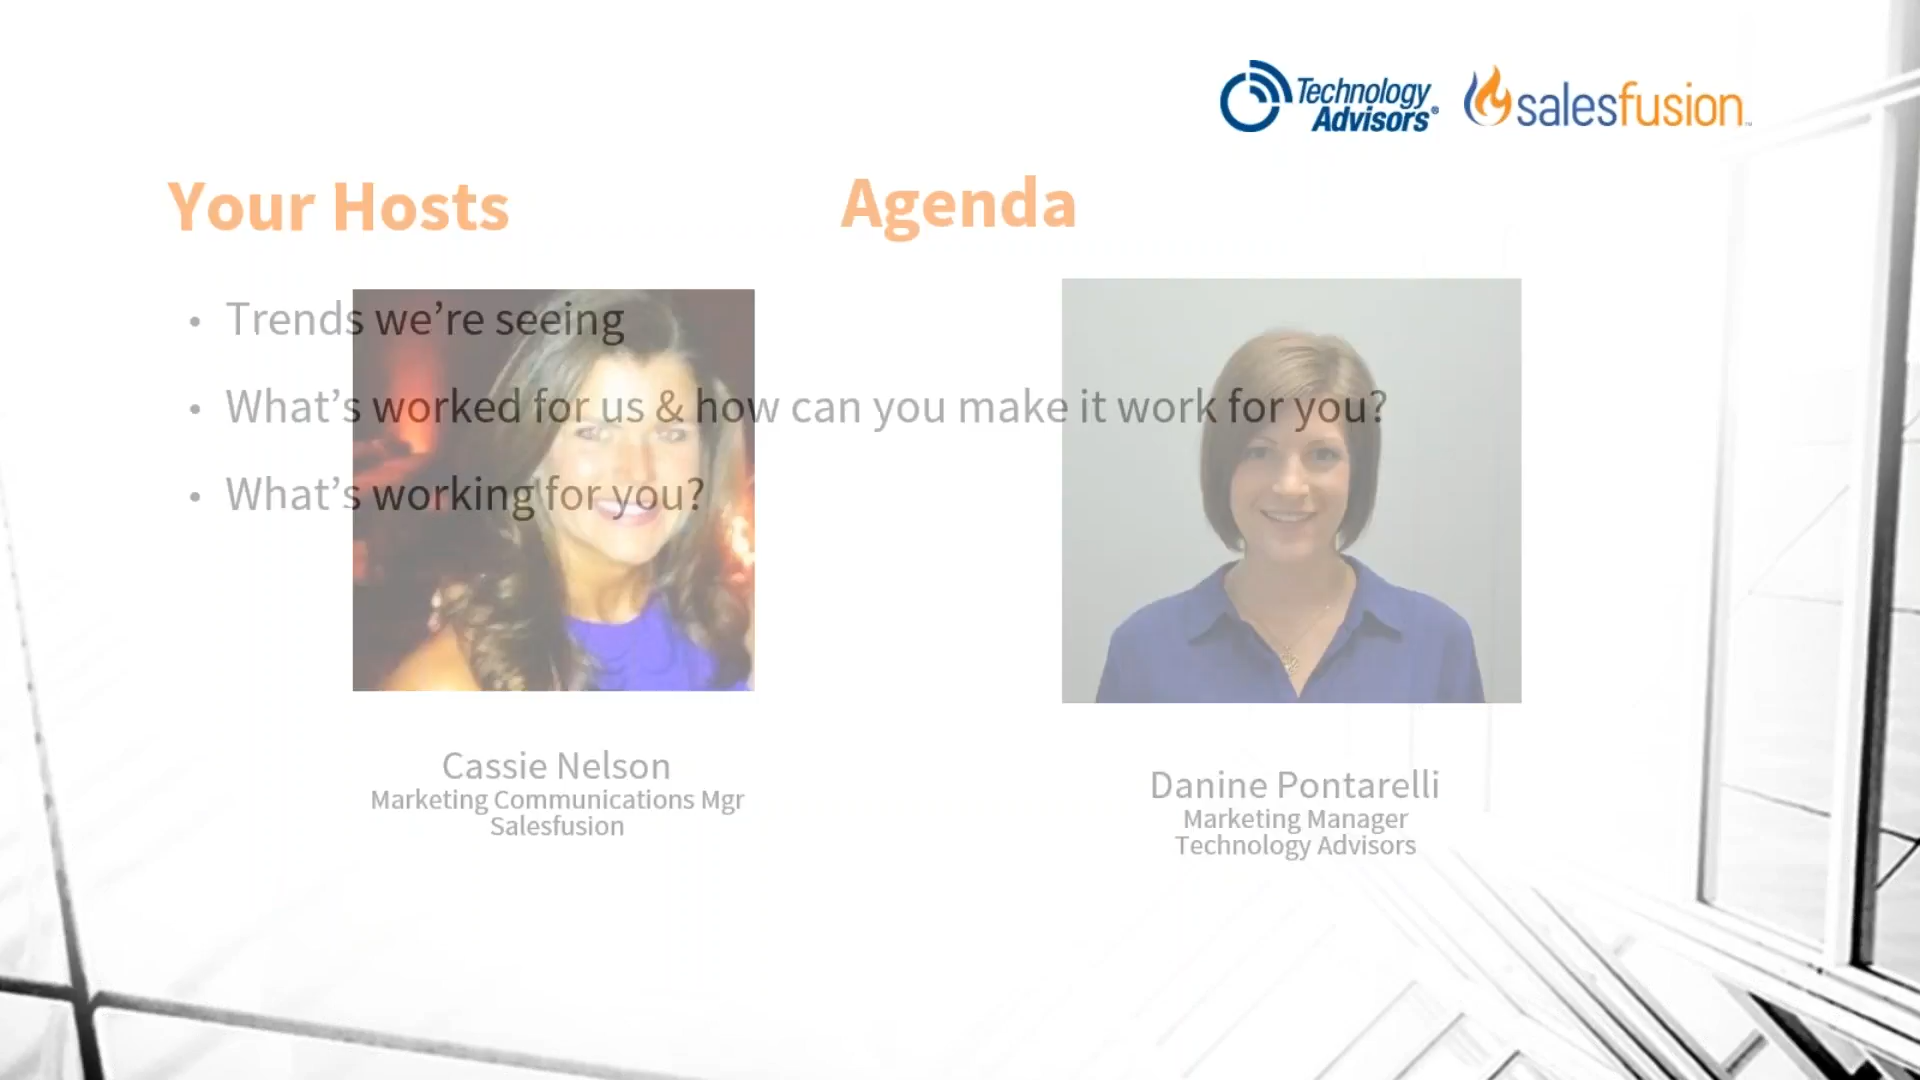 Technology
Advisors®
salesfusion™
Your Hosts
Agenda
• Trends we’re seeing
• What’s worked for us & how can you make it work for you?
• What’s working for you?
Cassie Nelson
Marketing Communications Mgr
Salesfusion
Danine Pontarelli
Marketing Manager
Technology Advisors